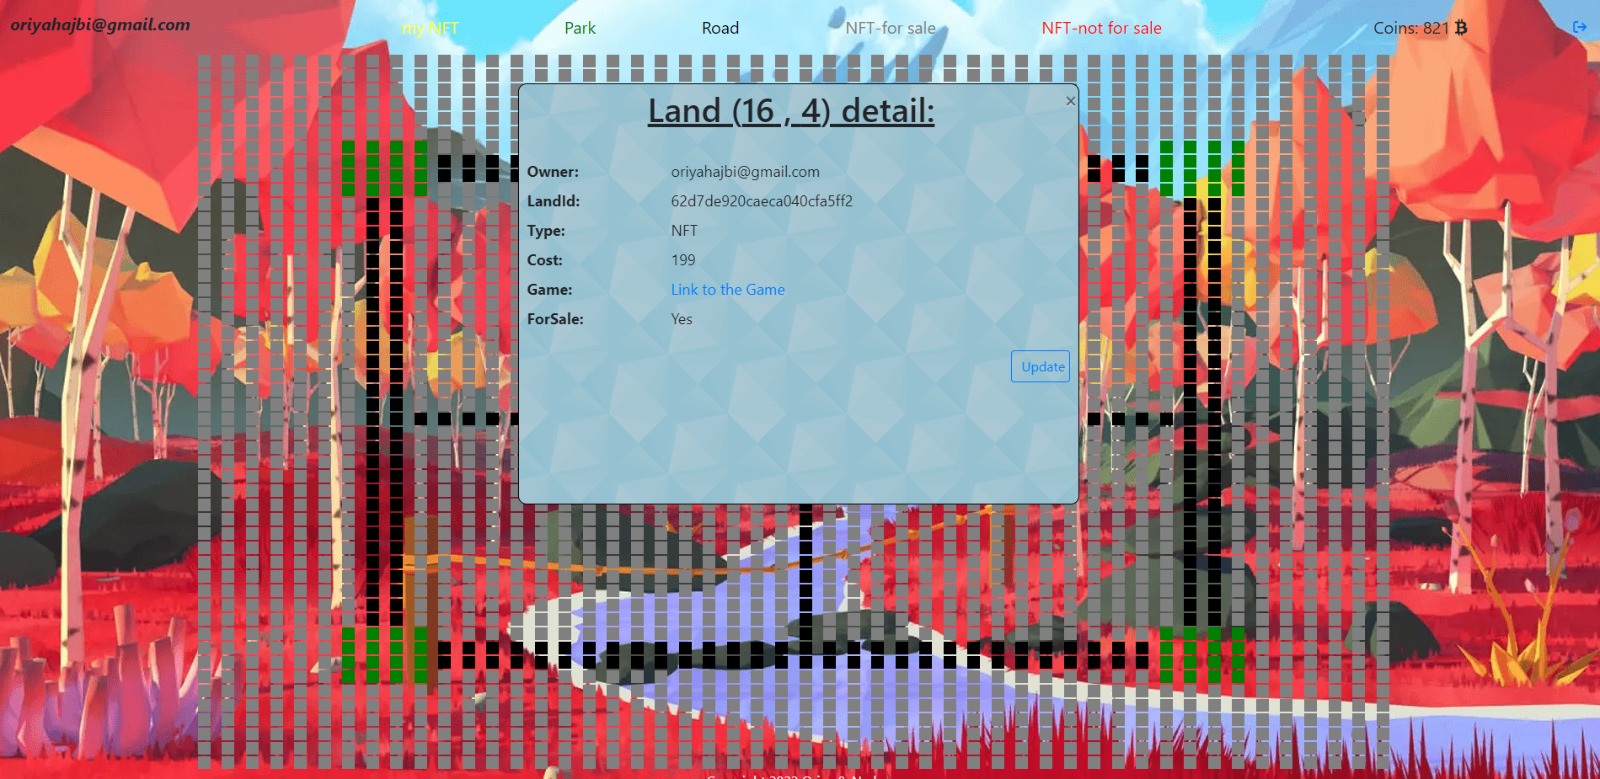 oriyahajbi@gmail.com my NFT Park Road NFT-for sale NFT-not for sale Coins: 821
Land (16 , 4) detail:
×
Owner: oriyahajbi@gmail.com
LandId: 62d7de920caeca040cfa5ff2
Type: NFT
Cost: 199
Game: Link to the Game
ForSale: Yes
Update